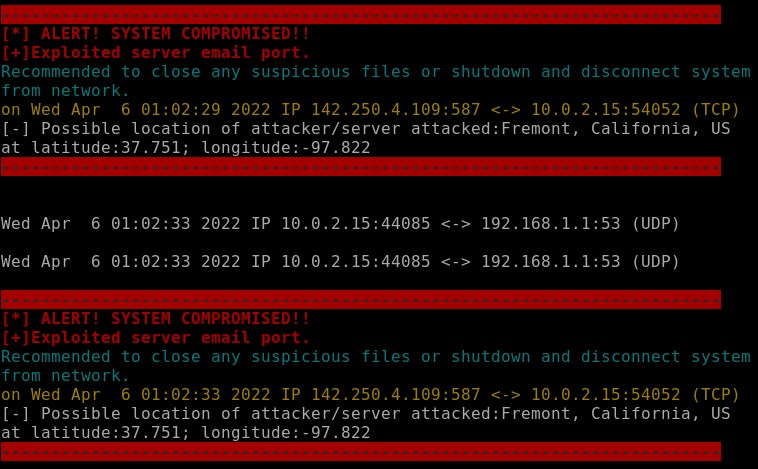 [*] ALERT! SYSTEM COMPROMISED!!
[+]Exploited server email port.
Recommended to close any suspicious files or shutdown and disconnect system
from network.
on Wed Apr  6 01:02:29 2022 IP 142.250.4.109:587 <-> 10.0.2.15:54052 (TCP)
[-] Possible location of attacker/server attacked:Fremont, California, US
at latitude:37.751; longitude:-97.822
Wed Apr  6 01:02:33 2022 IP 10.0.2.15:44085 <-> 192.168.1.1:53 (UDP)
Wed Apr  6 01:02:33 2022 IP 10.0.2.15:44085 <-> 192.168.1.1:53 (UDP)
[*] ALERT! SYSTEM COMPROMISED!!
[+]Exploited server email port.
Recommended to close any suspicious files or shutdown and disconnect system
from network.
on Wed Apr  6 01:02:33 2022 IP 142.250.4.109:587 <-> 10.0.2.15:54052 (TCP)
[-] Possible location of attacker/server attacked:Fremont, California, US
at latitude:37.751; longitude:-97.822